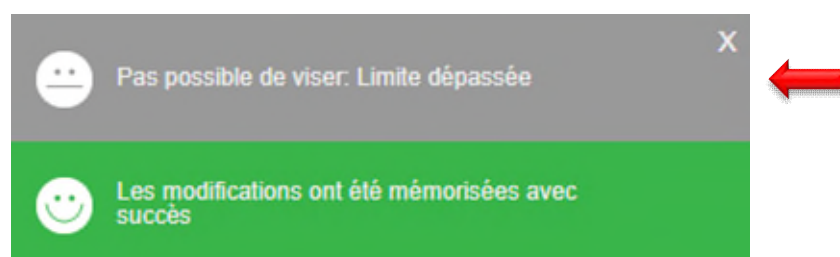 X
Pas possible de viser: Limite dépassée
Les modifications ont été mémorisées avec
succès